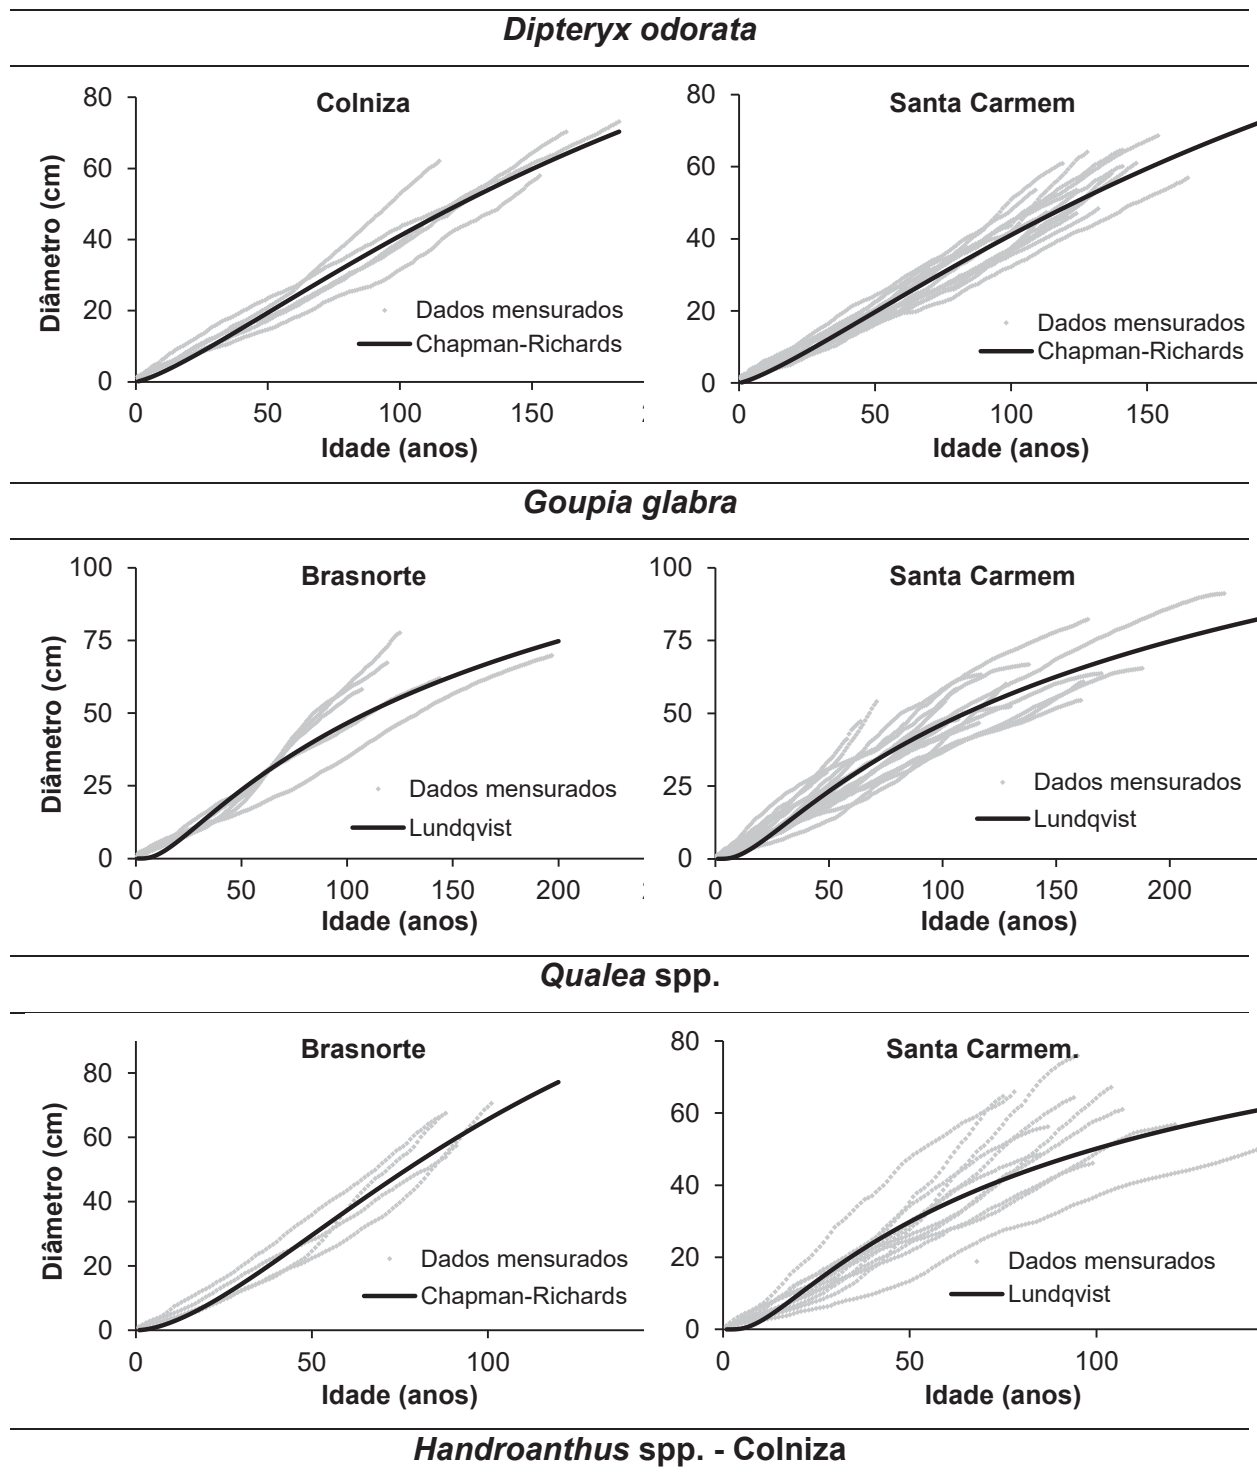 Dipteryx odorata
Colniza
80
60
40
20
0
Diâmetro (cm)
Dados mensurados
Chapman-Richards
0 50 100 150
Idade (anos)
Santa Carmem
80
60
40
20
0
Dados mensurados
Chapman-Richards
0 50 100 150
Idade (anos)
Goupia glabra
Brasnorte
100
75
50
25
0
Diâmetro (cm)
Dados mensurados
Lundqvist
0 50 100 150 200
Idade (anos)
Santa Carmem
100
75
50
25
0
Dados mensurados
Lundqvist
0 50 100 150 200
Idade (anos)
Qualea spp.
Brasnorte
80
60
40
20
0
Diâmetro (cm)
Dados mensurados
Chapman-Richards
0 50 100
Idade (anos)
Santa Carmem.
80
60
40
20
0
Dados mensurados
Lundqvist
0 50 100
Idade (anos)
Handroanthus spp. - Colniza